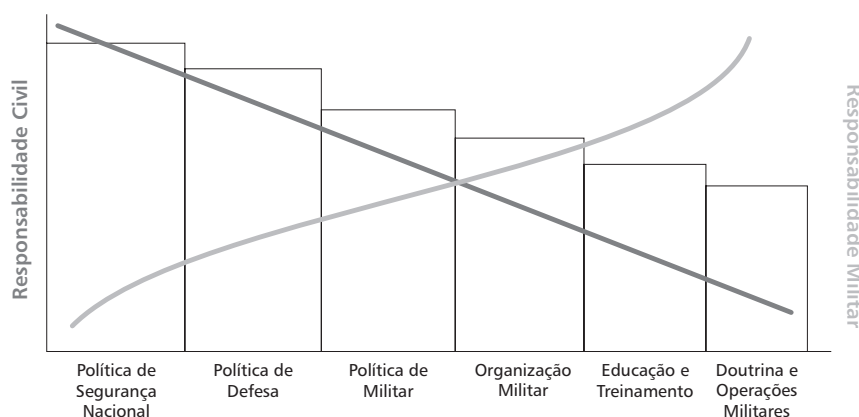 Responsabilidade Civil
Responsabilidade Militar
Política de
Segurança
Nacional
Política de
Defesa
Política de
Militar
Organização
Militar
Educação e
Treinamento
Doutrina e
Operações
Militares